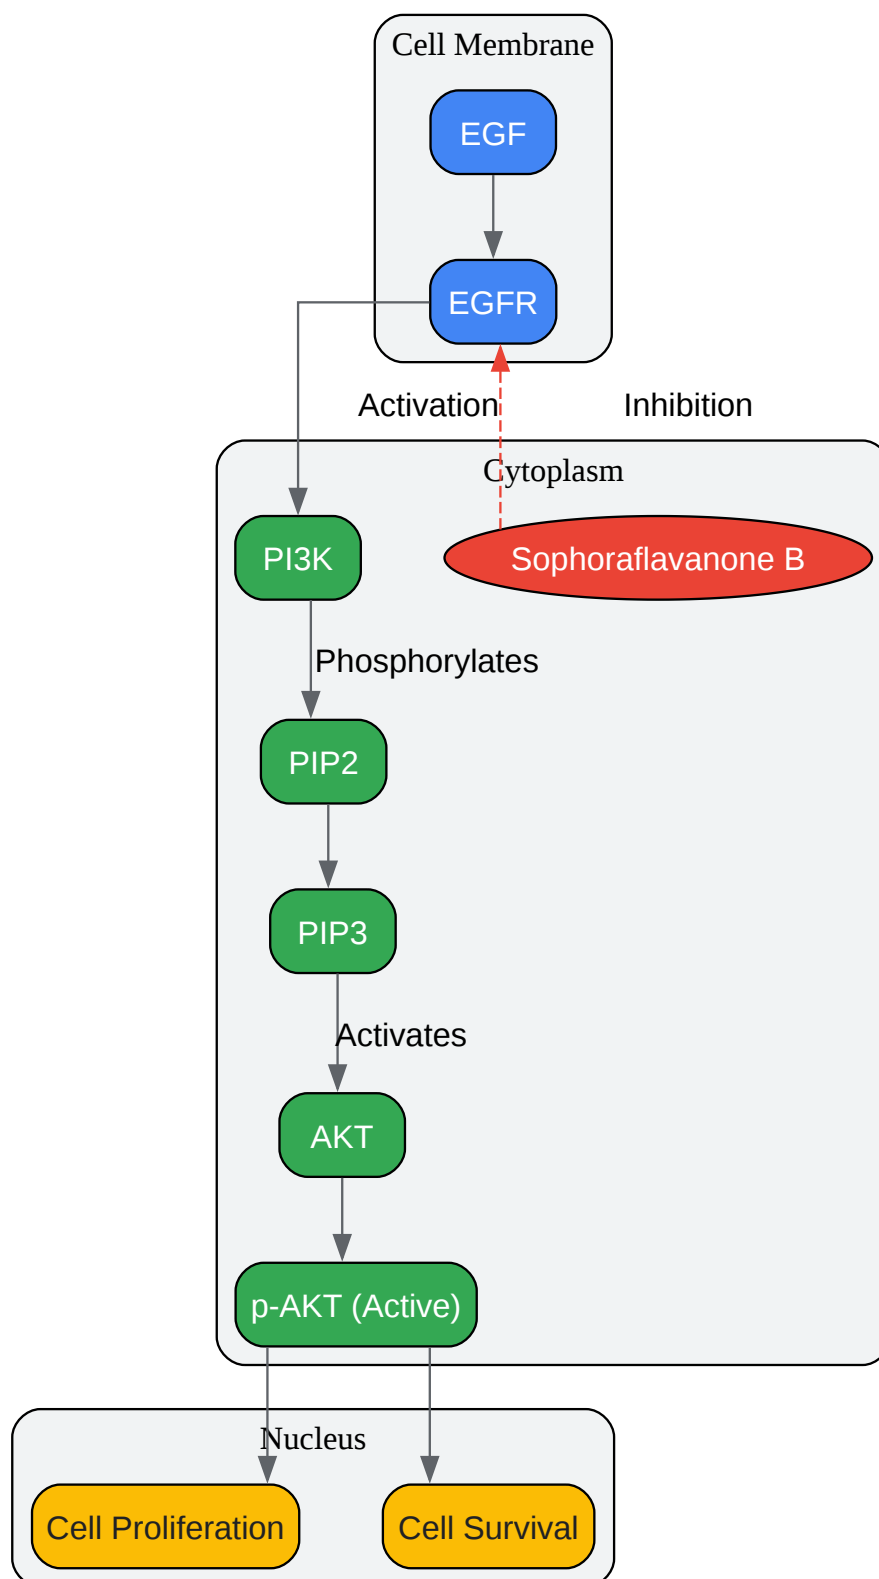 Cell Membrane
EGF
EGFR
Activation
Inhibition
Cytoplasm
PI3K
Sophoraflavanone B
Phosphorylates
PIP2
PIP3
Activates
AKT
p-AKT (Active)
Nucleus
Cell Proliferation
Cell Survival